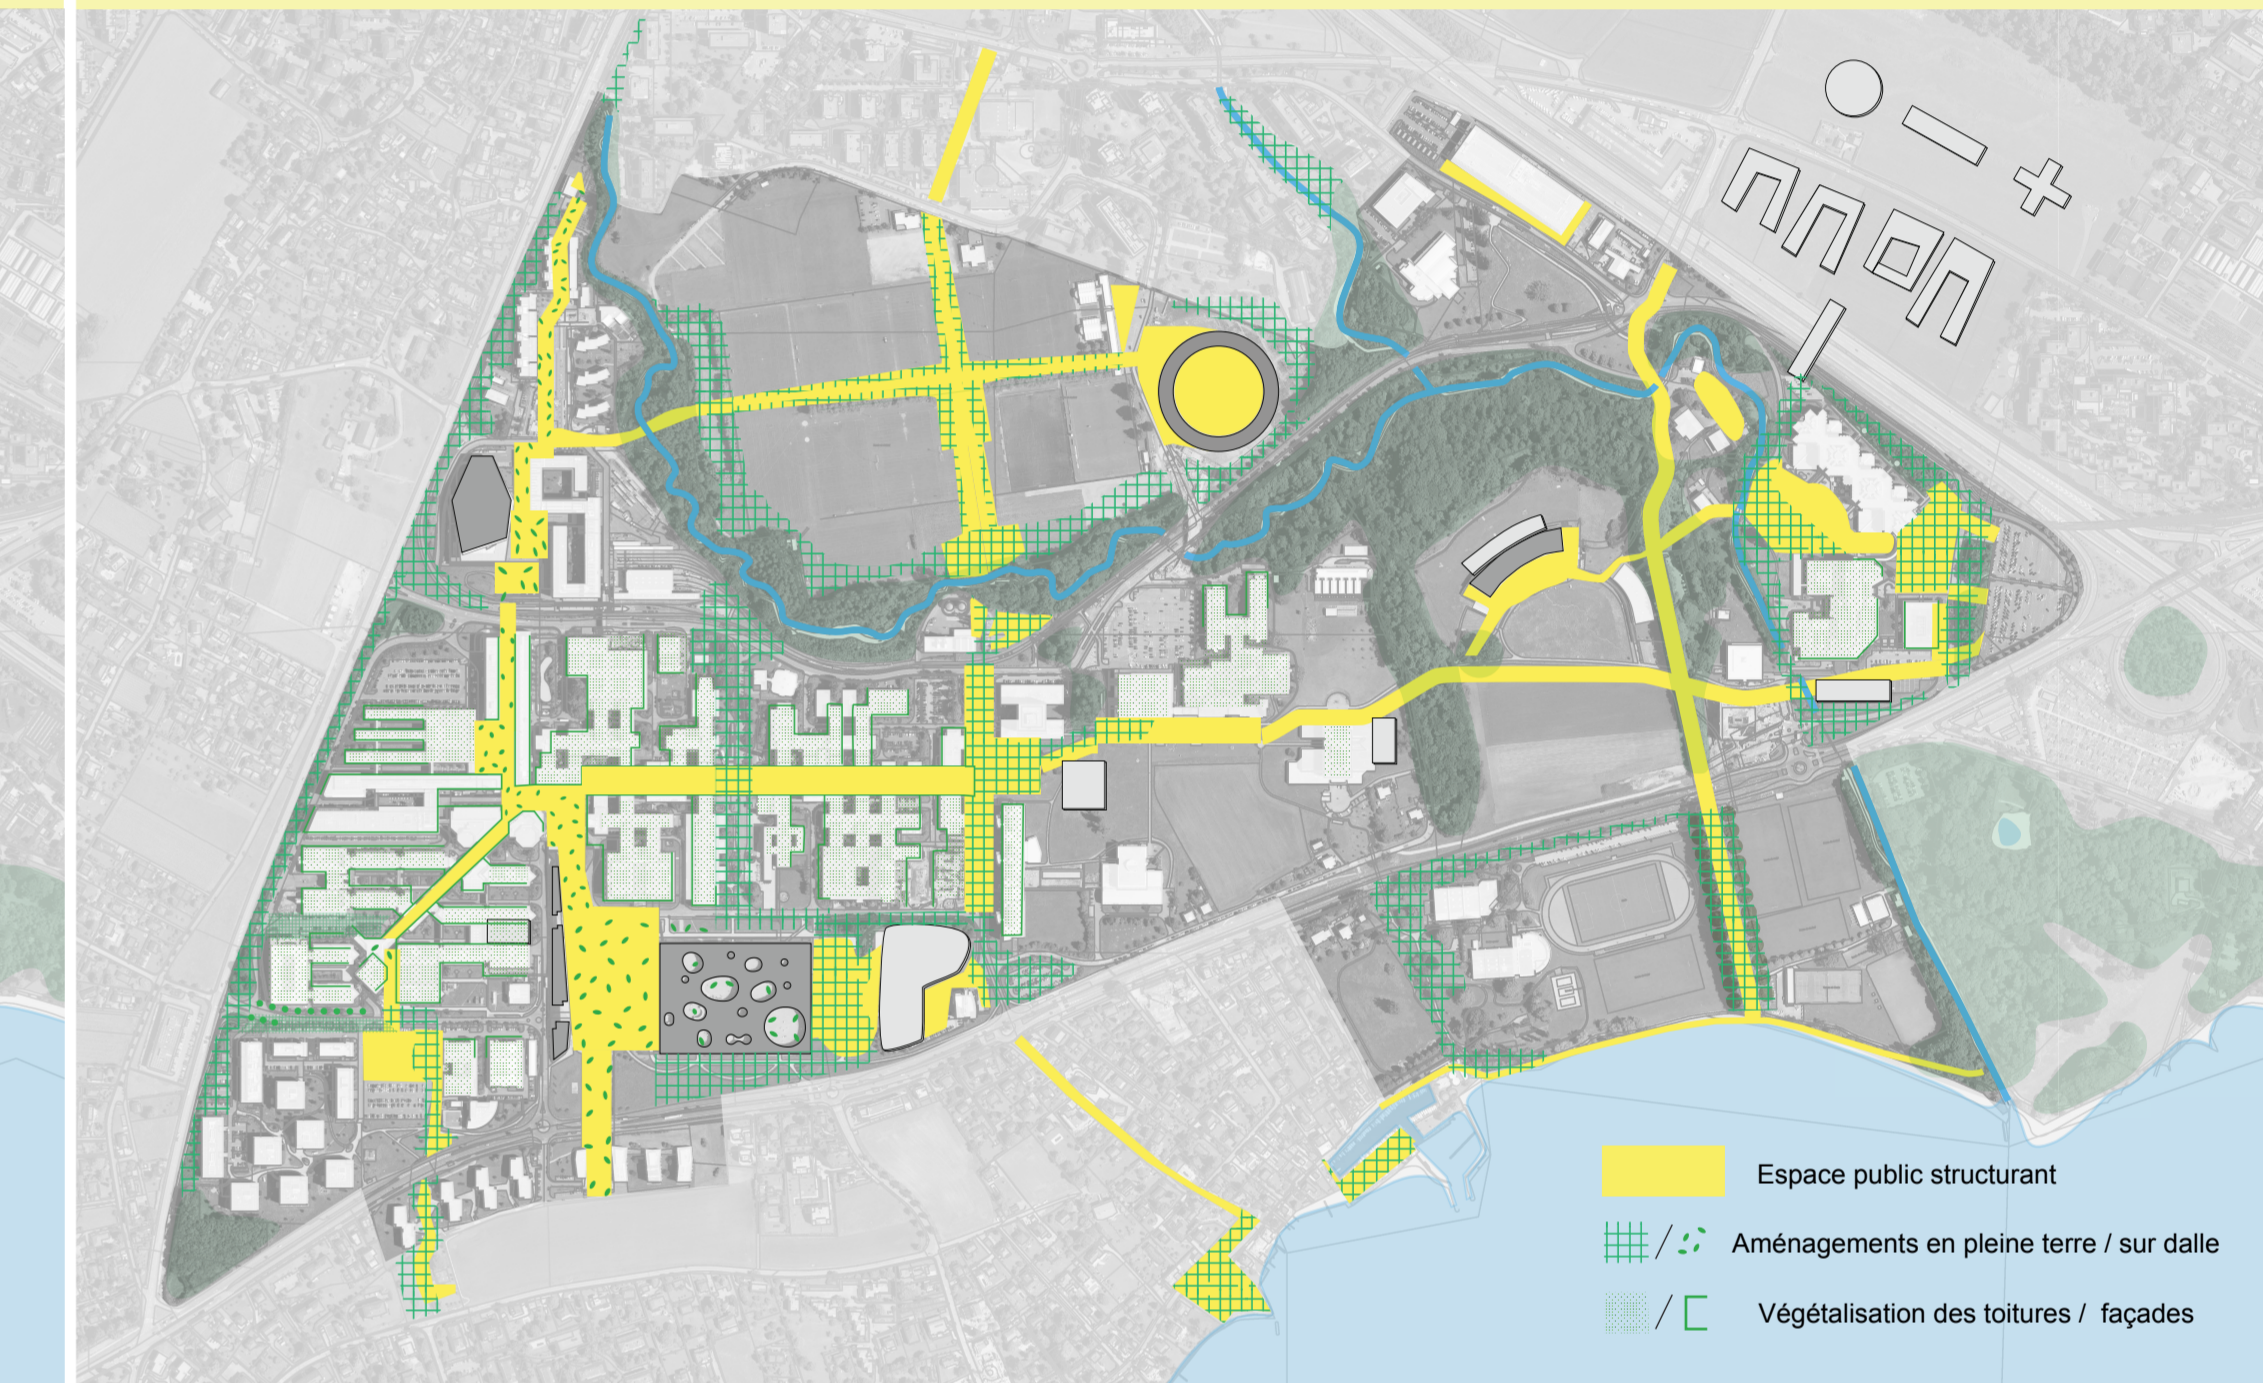 Espace public structurant
/ Aménagements en pleine terre / sur dalle
/ Végétalisation des toitures / façades